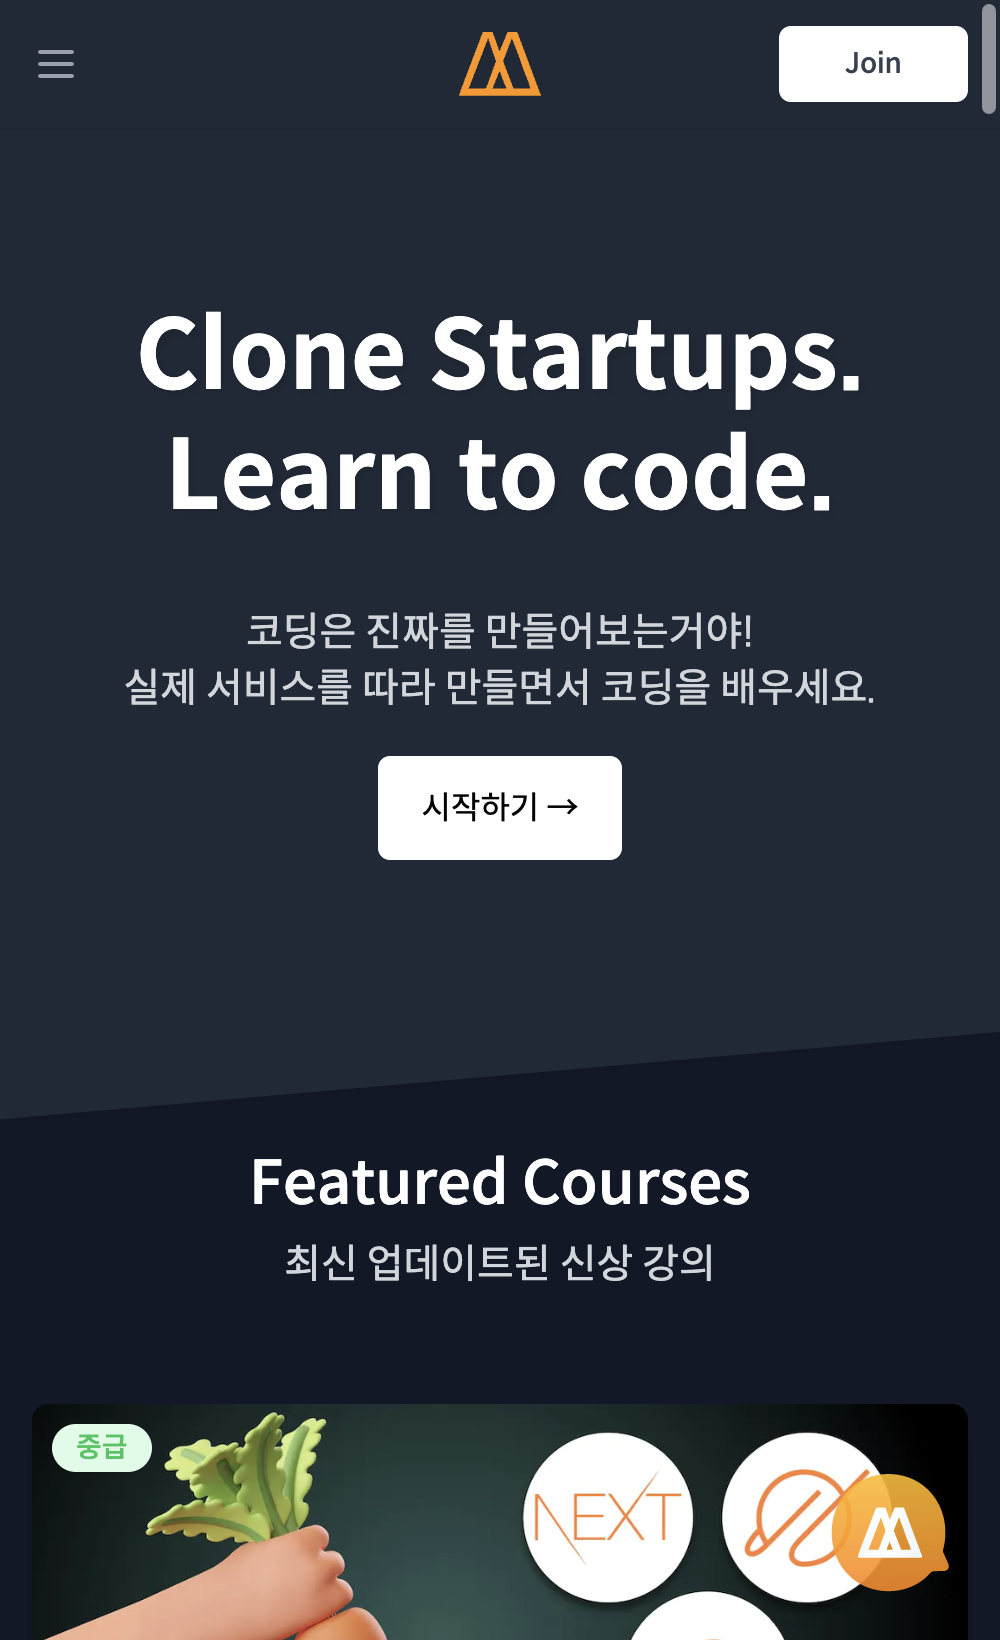 Join
Clone Startups.
Learn to code.
코딩은 진짜를 만들어보는거야!
실제 서비스를 따라 만들면서 코딩을 배우세요.
시작하기 →
Featured Courses
최신 업데이트된 신상 강의
중급
NEXT